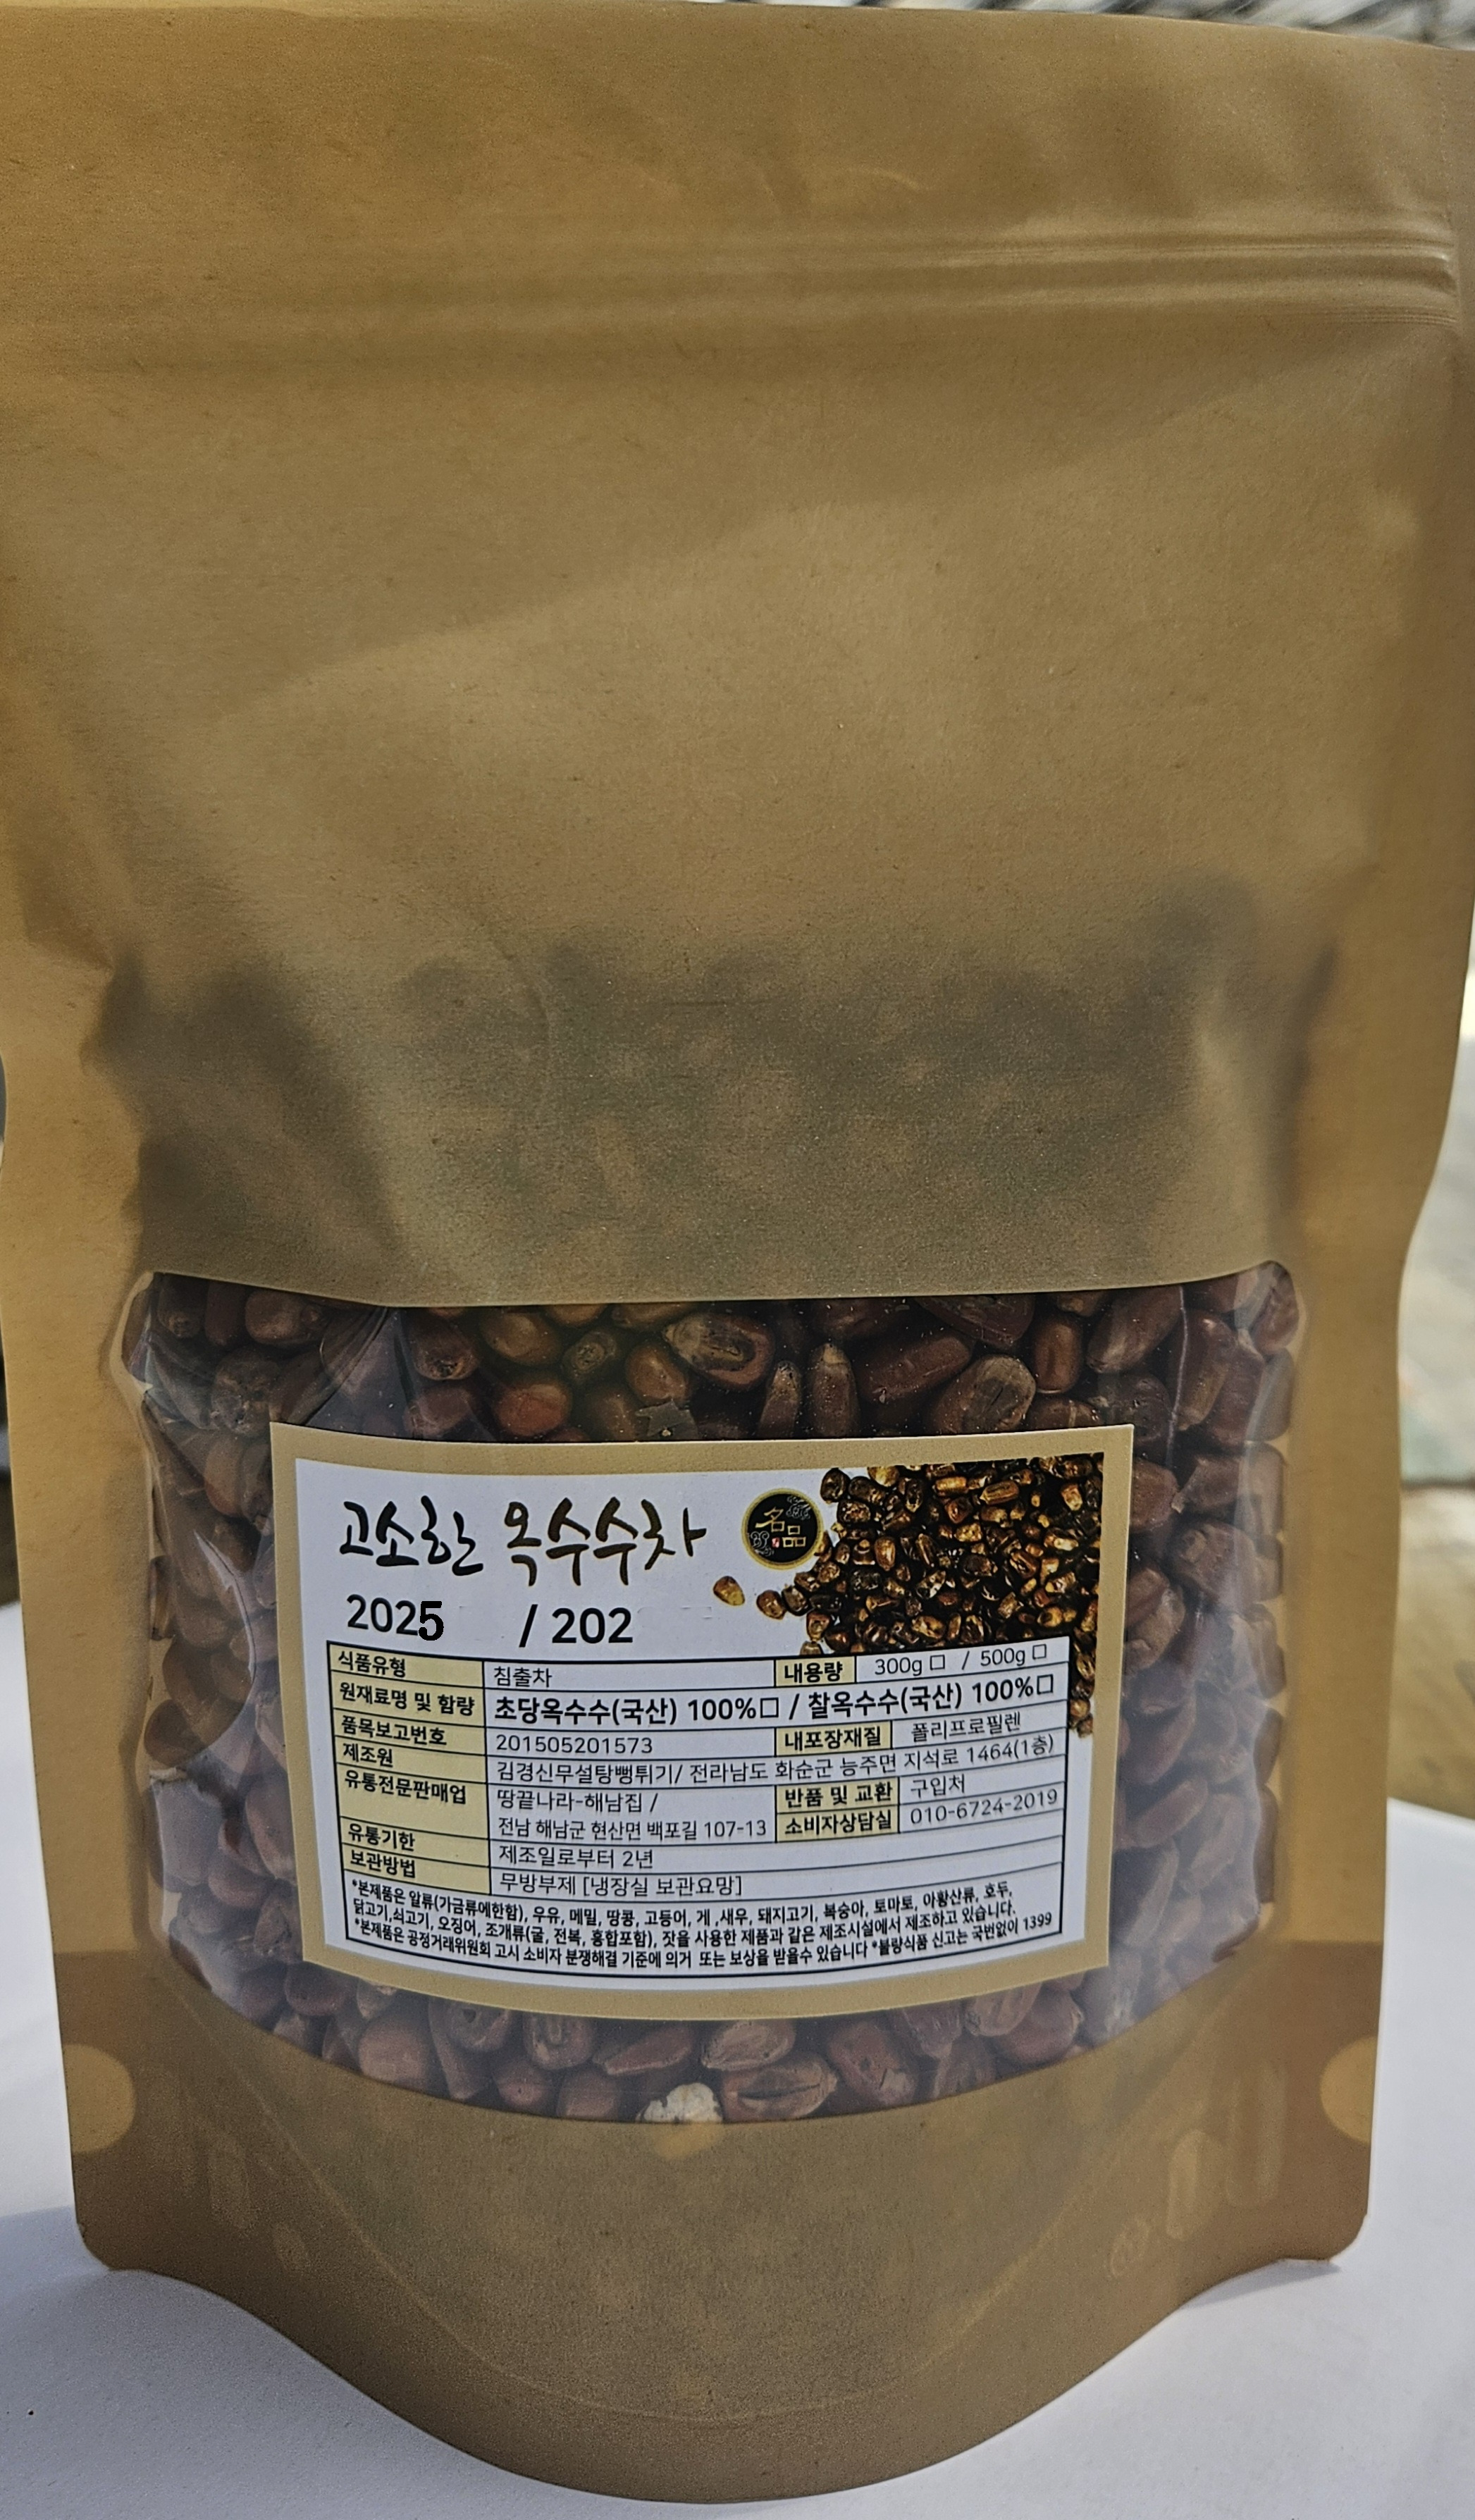 고소한 옥수수차
名品
2025 / 202
식품유형 침출차 내용량 300g □ / 500g □
원재료명 및 함량 초당옥수수(국산) 100%□ / 찰옥수수(국산) 100%□
품목보고번호 201505201573 내포장재질 폴리프로필렌
제조원 김경신무설탕뻥튀기/ 전라남도 화순군 능주면 지석로 1464(1층)
유통전문판매업 땅끝나라-해남집 / 반품 및 교환 구입처
전남 해남군 현산면 백포길 107-13 소비자상담실 010-6724-2019
유통기한 제조일로부터 2년
보관방법 무방부제 [냉장실 보관요망]
*본제품은 알류(가금류에한함), 우유, 메밀, 땅콩, 고등어, 게 ,새우, 돼지고기, 복숭아, 토마토, 아황산류, 호두,
닭고기,쇠고기, 오징어, 조개류(굴, 전복, 홍합포함), 잣을 사용한 제품과 같은 제조시설에서 제조하고 있습니다.
*본제품은 공정거래위원회 고시 소비자 분쟁해결 기준에 의거 또는 보상을 받을수 있습니다 *불량식품 신고는 국번없이 1399